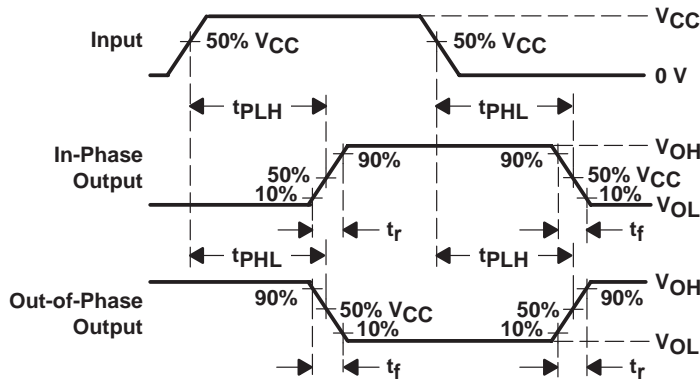 VCC
Input
50% VCC
50% VCC
0 V
tPLH
tPHL
In-Phase
Output
VOH
90%
90%
50%
50% VCC
10%
10%
VOL
tr
tf
tPHL
tPLH
Out-of-Phase
Output
VOH
90%
90%
50% VCC
50%
10%
10%
VOL
tf
tr